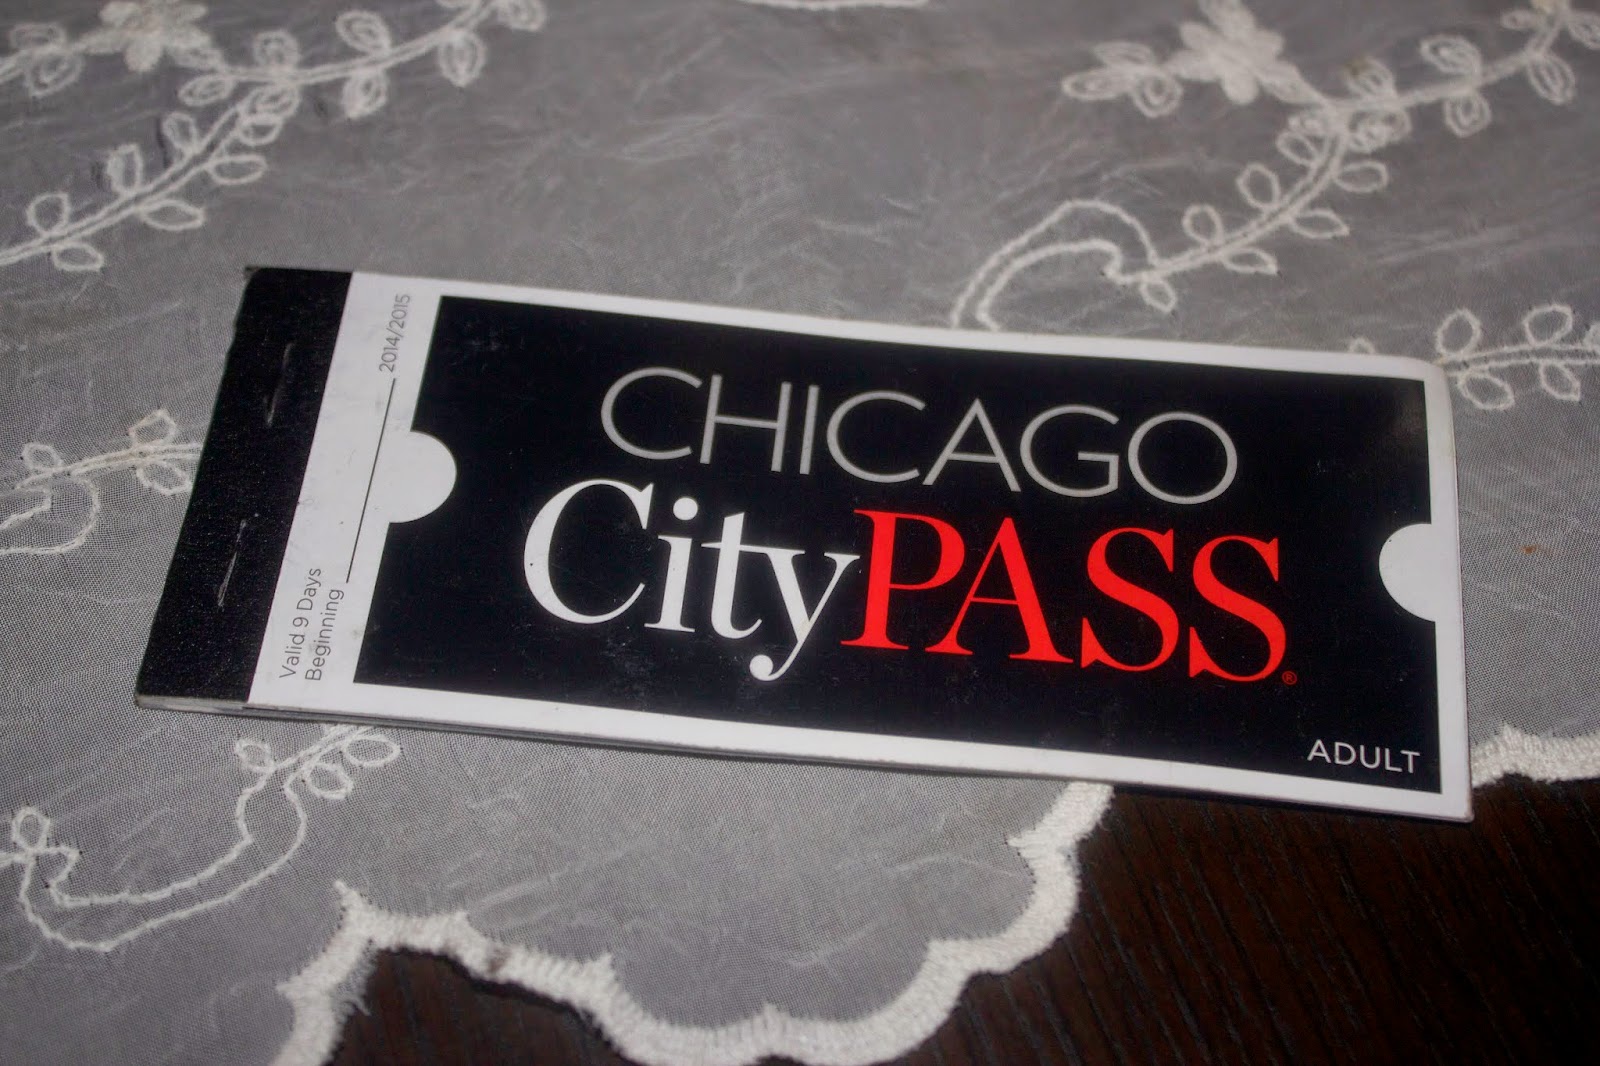 Valid 9 Days
Beginning 2014/2015
CHICAGO
CityPASS®
ADULT